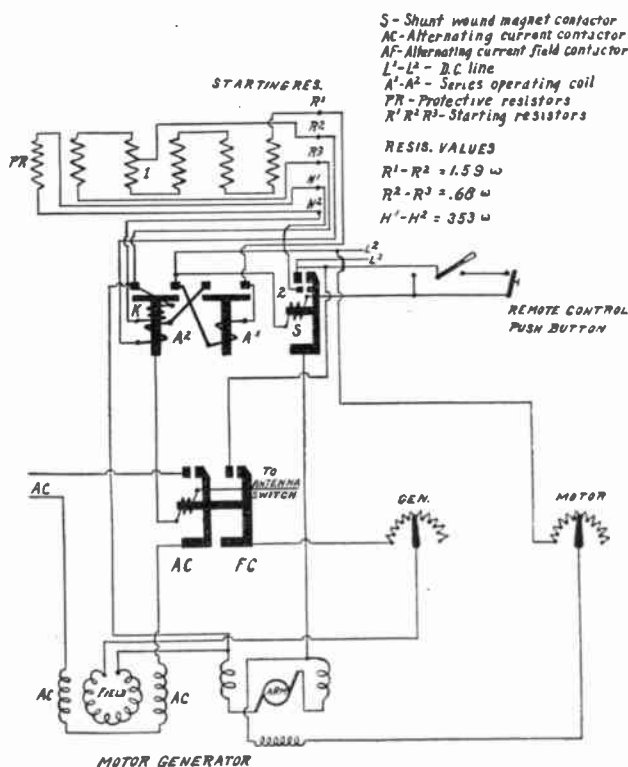 S - Shunt wound magnet contactor
AC - Alternating current contactor
AF - Alternating current field contactor
L¹-L² - D.C. line
A¹-A² - Series operating coil
PR - Protective resistors
R¹ R² R³ - Starting resistors
RESIS. VALUES
R¹-R² = 1.59 ω
R²-R³ = .68 ω
H¹-H² = 353 ω
STARTING RES.
R¹
R2
R3
N¹
N²
PR
1
L²
L¹
2
K
A²
A¹
S
REMOTE CONTROL
PUSH BUTTON
TO
ANTENNA
SWITCH
AC
GEN.
MOTOR
AC
FC
AC
FIELD
AC
ARM
MOTOR GENERATOR